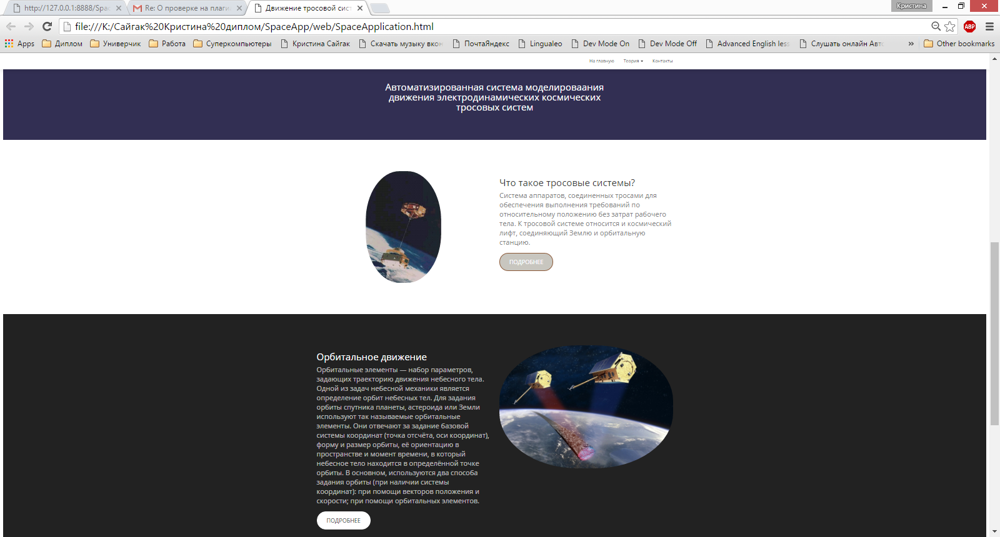 http://127.0.0.1:8888/Spac
Re: О проверке на плаги
Движение тросовой сист
Кристина
file:///K:/Сайгак%20Кристина%20диплом/SpaceApp/web/SpaceApplication.html
ABP
Apps Диплом Универчик Работа Суперкомпьютеры Кристина Сайгак Скачать музыку вкон ПочтаЯндекс Lingualeo Dev Mode On Dev Mode Off Advanced English less Слушать онлайн Авто » Other bookmarks
На главную Теория Контакты
Автоматизированная система моделироваания
движения электродинамических космических
тросовых систем
Что такое тросовые системы?
Система аппаратов, соединенных тросами для
обеспечения выполнения требований по
относительному положению без затрат рабочего
тела. К тросовой системе относится и космический
лифт, соединяющий Землю и орбитальную
станцию.
ПОДРОБНЕЕ
Орбитальное движение
Орбитальные элементы — набор параметров,
задающих траекторию движения небесного тела.
Одной из задач небесной механики является
определение орбит небесных тел. Для задания
орбиты спутника планеты, астероида или Земли
используют так называемые орбитальные
элементы. Они отвечают за задание базовой
системы координат (точка отсчёта, оси координат),
форму и размер орбиты, её ориентацию в
пространстве и момент времени, в который
небесное тело находится в определённой точке
орбиты. В основном, используются два способа
задания орбиты (при наличии системы
координат): при помощи векторов положения и
скорости; при помощи орбитальных элементов.
ПОДРОБНЕЕ